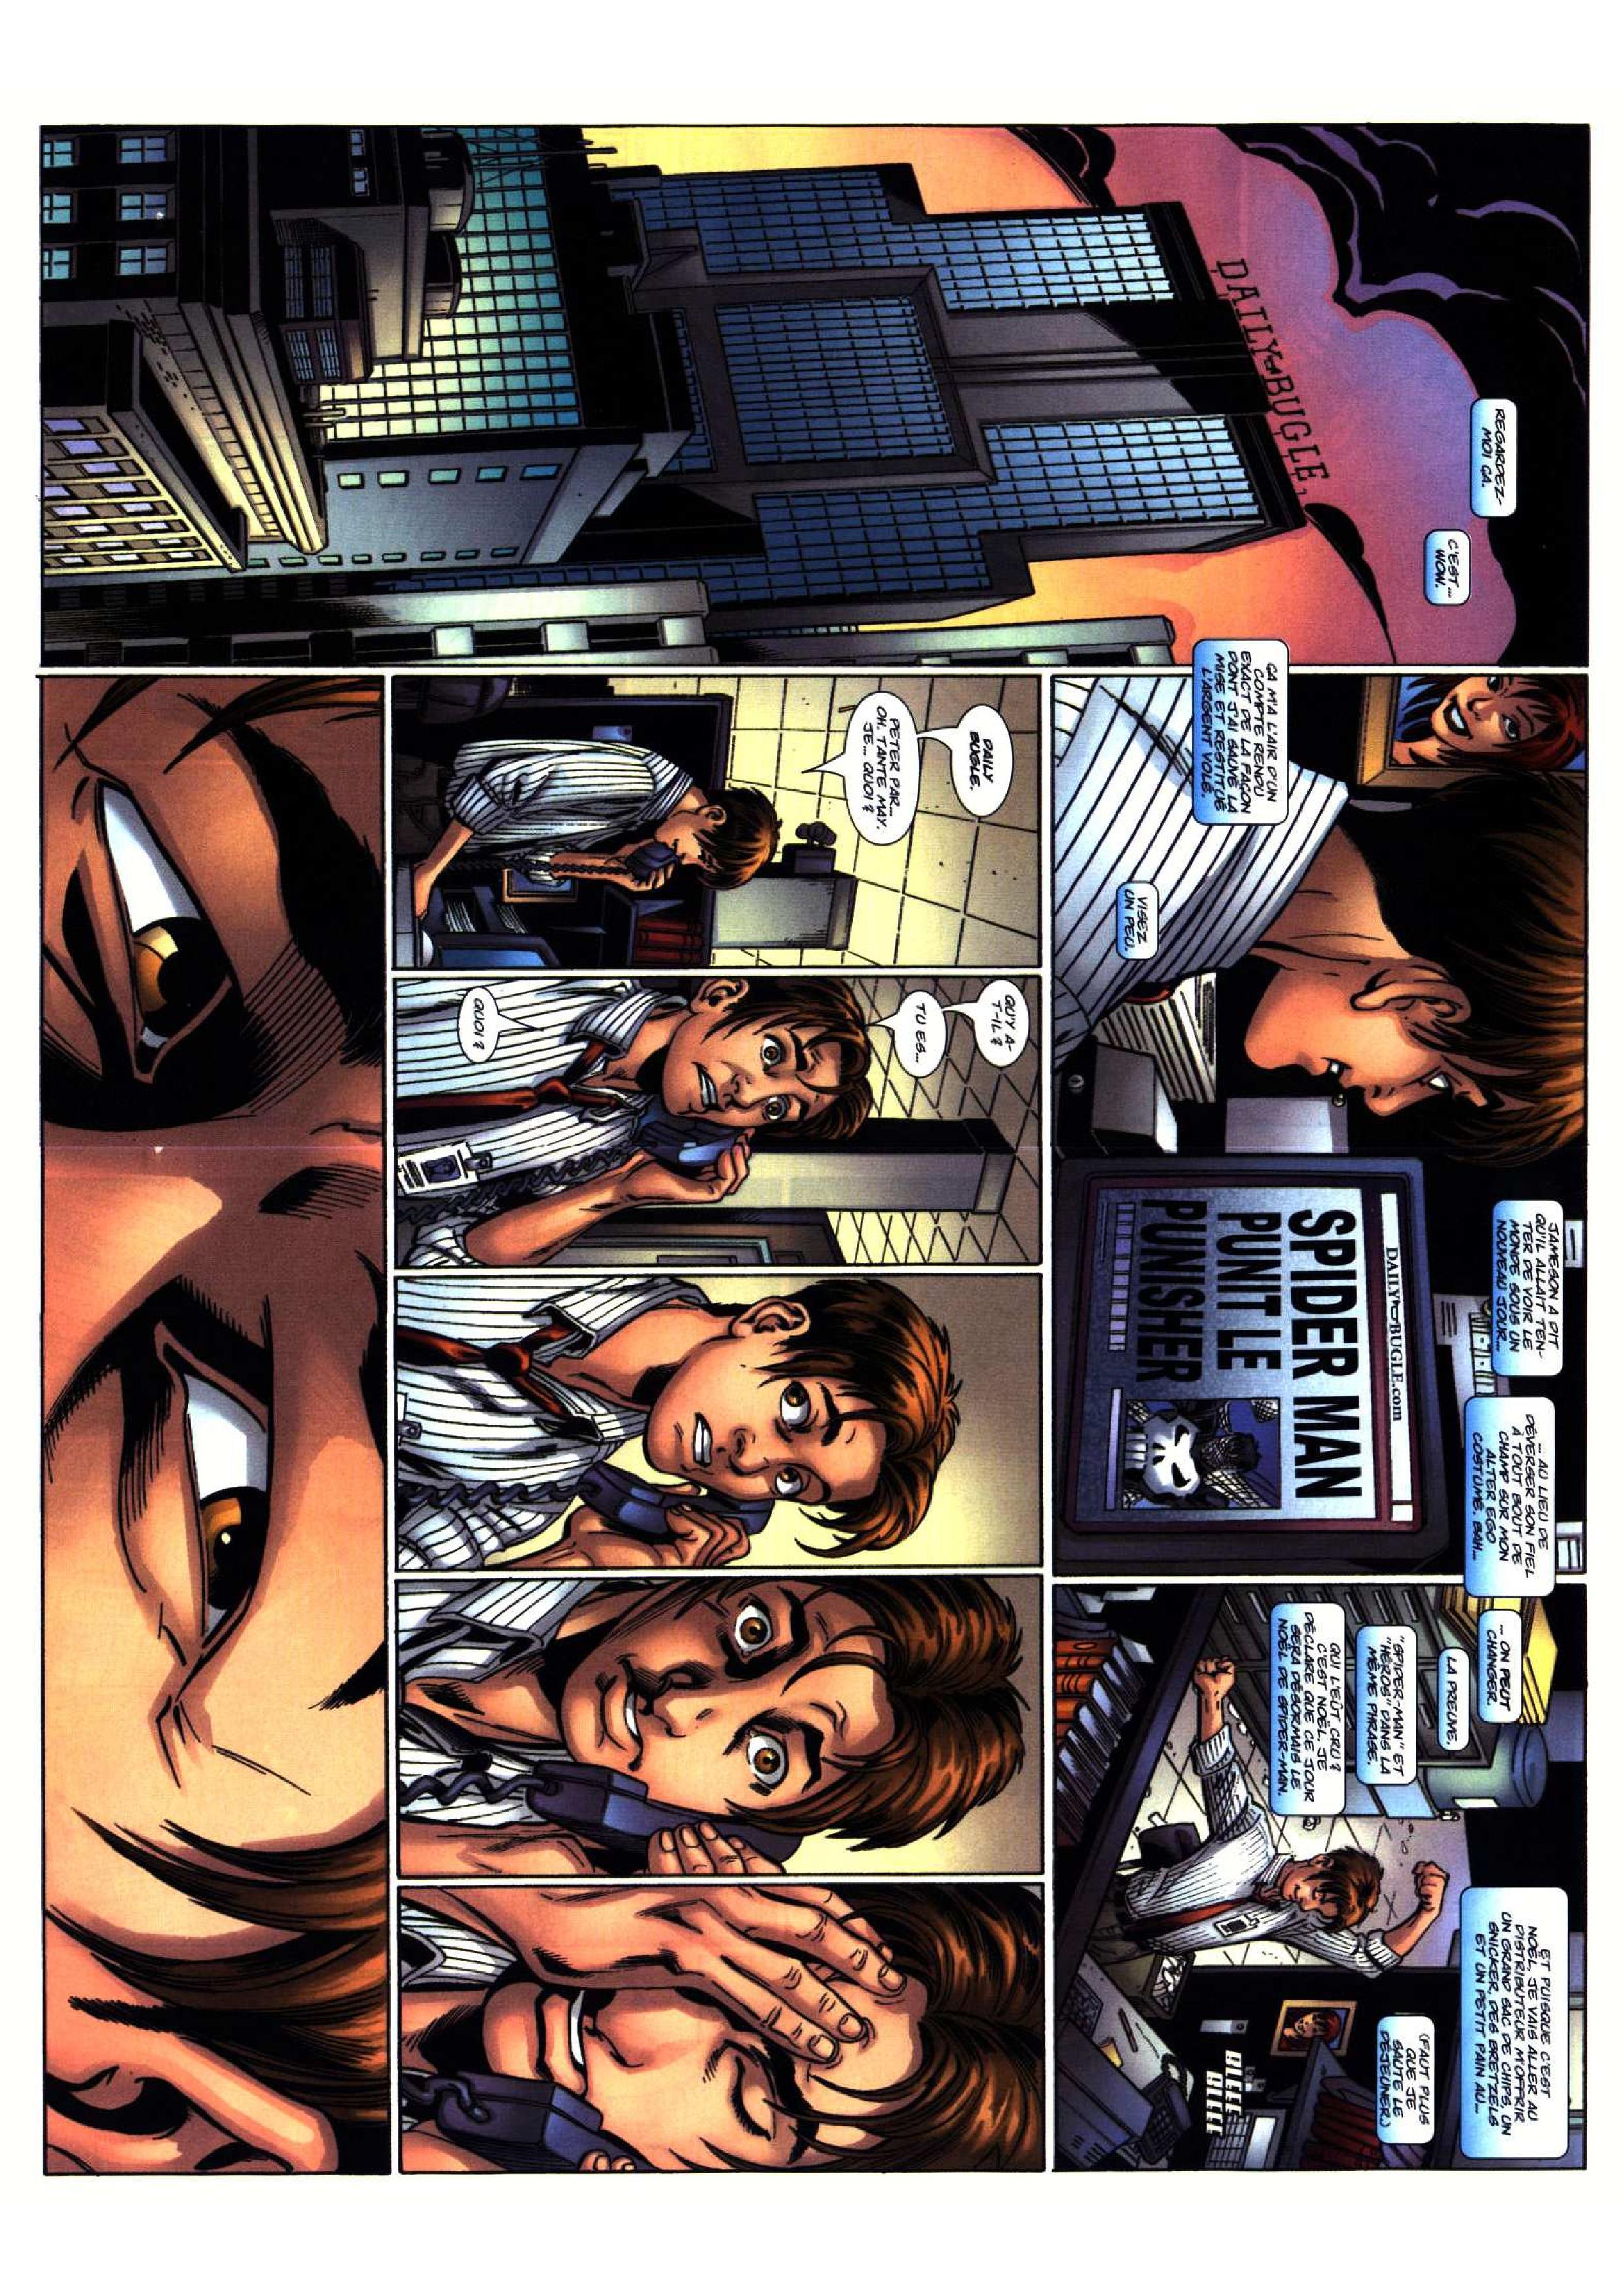 DAILY BUGLE
REGARDEZ-
MOI ÇA.
C'EST...
WOW.
ÇA M'A L'AIR D'UN
COMPTE RENDU
EXACT DE LA FAÇON
DONT J'AI SAUVÉ LA
MISE ET RESTITUÉ
L'ARGENT VOLÉ.
VISEZ
UN PEU.
JAMESON A DIT
QU'IL ALLAIT TEN-
TER DE VOIR LE
MONDE SOUS UN
NOUVEAU JOUR...
... AU LIEU DE
DÉVERSER SON FIEL
À TOUT BOUT DE
CHAMP SUR MON
ALTER EGO
COSTUMÉ. BAH...
DAILY BUGLE.com
SPIDER MAN
PUNIT LE
PUNISHER
... ON PEUT
CHANGER.
LA PREUVE,
"SPIDER-MAN" ET
"HÉROS" DANS LA
MÊME PHRASE.
QUI L'EÛT CRU ?
C'EST NOËL. JE
DÉCLARE QUE CE JOUR
SERA DÉSORMAIS LE
NOËL DE SPIDER-MAN.
ET PUISQUE C'EST
NOËL, JE VAIS ALLER AU
DISTRIBUTEUR M'OFFRIR
UN GRAND SAC DE CHIPS, UN
SNICKER, DES BRETZELS
ET UN PETIT PAIN AU...
(FAUT PLUS
QUE JE
SAUTE LE
DÉJEUNER.)
BLEEE
BLEEE
DAILY
BUGLE.
PETER PAR...
OH, TANTE MAY.
JE... QUOI ?
QU'Y A-
T-IL ?
TU ES...
QUOI ?